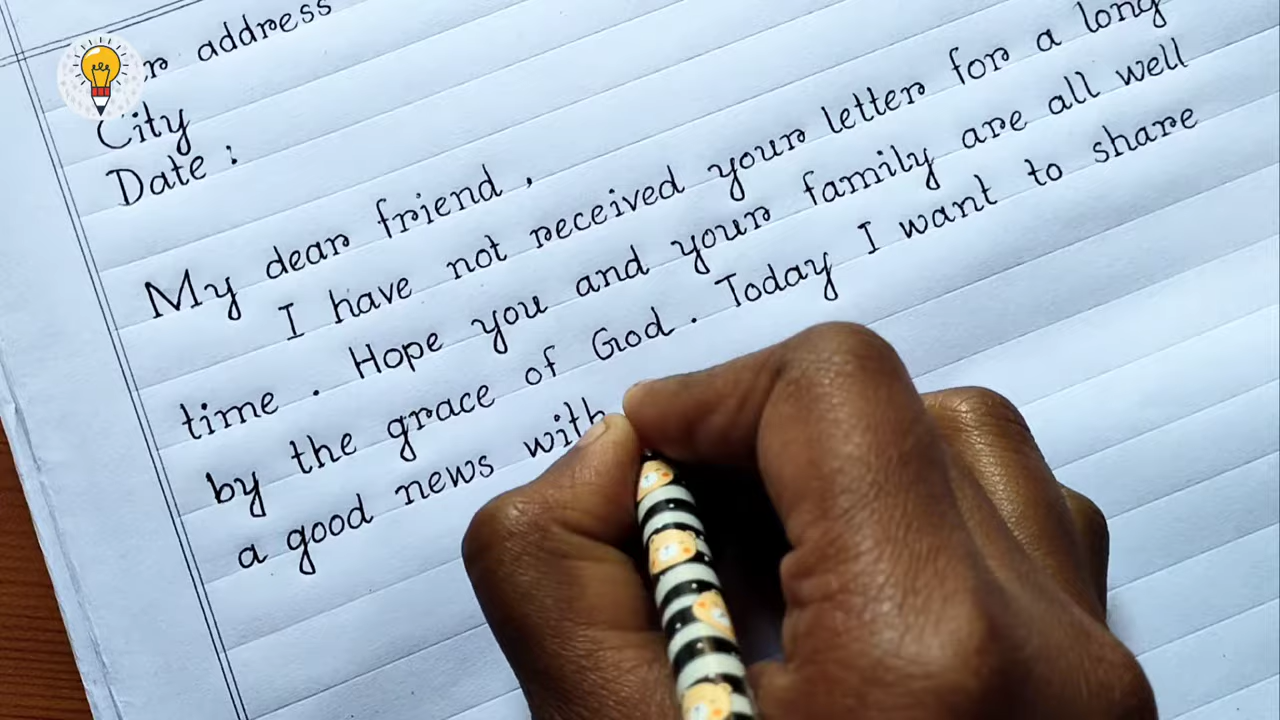 address
City
Date :
My dear friend ,
I have not received your letter for a long
time . Hope you and your family are all well
by the grace of God . Today I want to share
a good news with